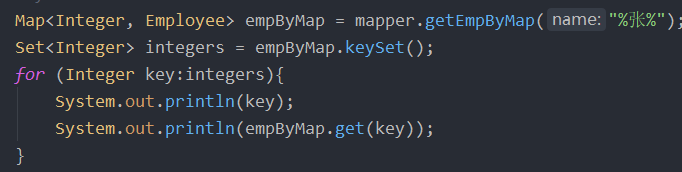 Map<Integer, Employee> empByMap = mapper.getEmpByMap( name: "%张%");
Set<Integer> integers = empByMap.keySet();
for (Integer key:integers){
    System.out.println(key);
    System.out.println(empByMap.get(key));
}